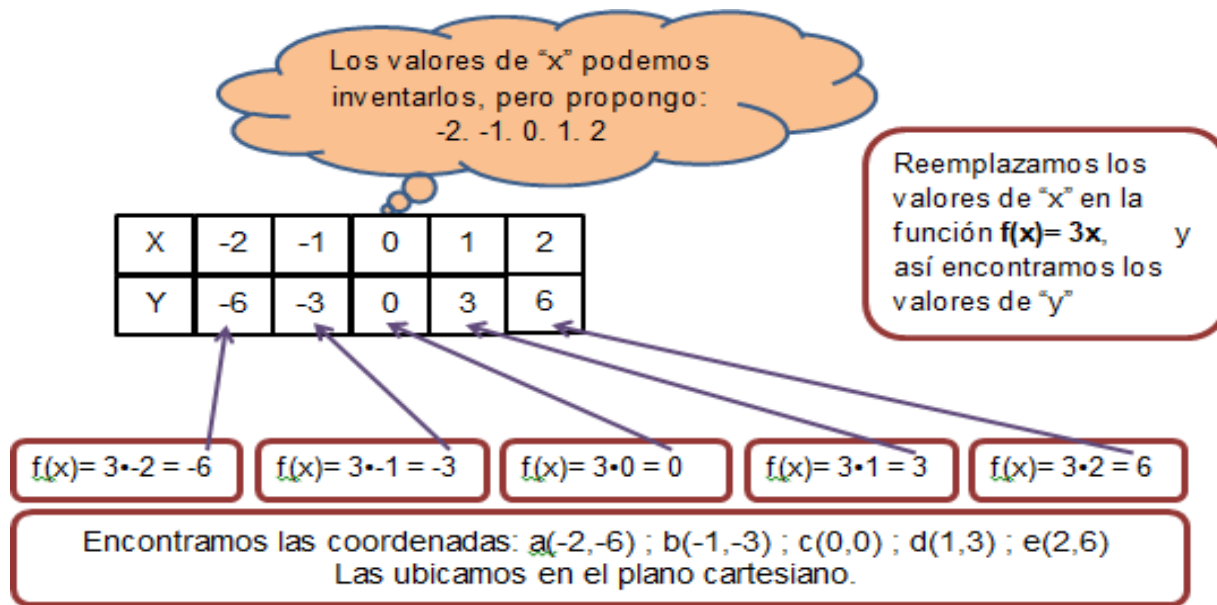 Los valores de “x” podemos
inventarlos, pero propongo:
-2. -1. 0. 1. 2
Reemplazamos los
valores de “x” en la
función f(x)= 3x, y
así encontramos los
valores de “y”
X -2 -1 0 1 2
Y -6 -3 0 3 6
f(x)= 3•-2 = -6
f(x)= 3•-1 = -3
f(x)= 3•0 = 0
f(x)= 3•1 = 3
f(x)= 3•2 = 6
Encontramos las coordenadas: a(-2,-6) ; b(-1,-3) ; c(0,0) ; d(1,3) ; e(2,6)
Las ubicamos en el plano cartesiano.